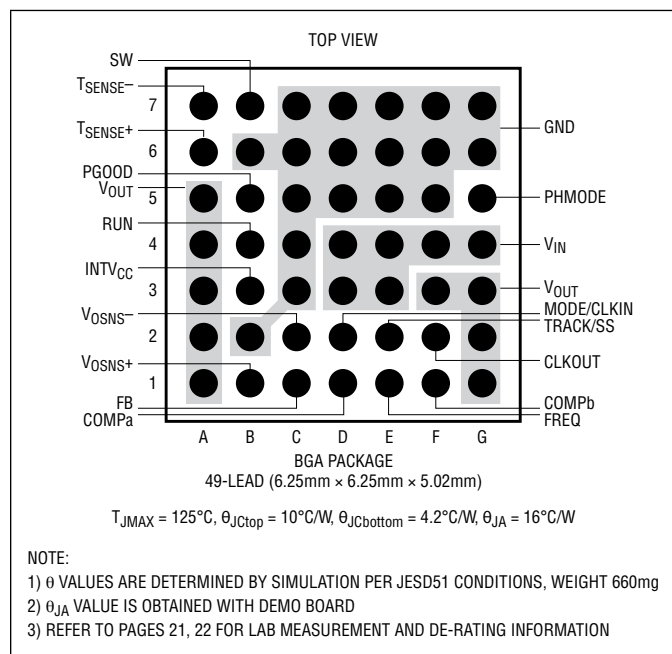 TOP VIEW
SW
TSENSE–
7
TSENSE+
6
GND
PGOOD
VOUT
5
PHMODE
RUN
4
VIN
INTVCC
3
VOUT
MODE/CLKIN
VOSNS–
TRACK/SS
2
CLKOUT
VOSNS+
1
FB
COMPb
COMPa
FREQ
A B C D E F G
BGA PACKAGE
49-LEAD (6.25mm × 6.25mm × 5.02mm)
TJMAX = 125°C, θJCtop = 10°C/W, θJCbottom = 4.2°C/W, θJA = 16°C/W
NOTE:
1) θ VALUES ARE DETERMINED BY SIMULATION PER JESD51 CONDITIONS, WEIGHT 660mg
2) θJA VALUE IS OBTAINED WITH DEMO BOARD
3) REFER TO PAGES 21, 22 FOR LAB MEASUREMENT AND DE-RATING INFORMATION